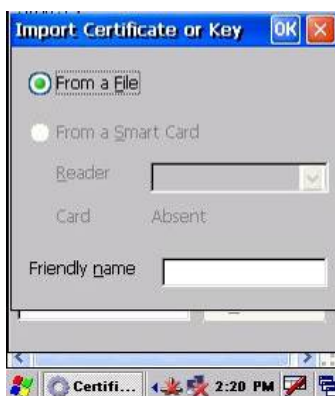 Import Certificate or Key OK
From a File
From a Smart Card
Reader
Card Absent
Friendly name
Certifi... 2:20 PM